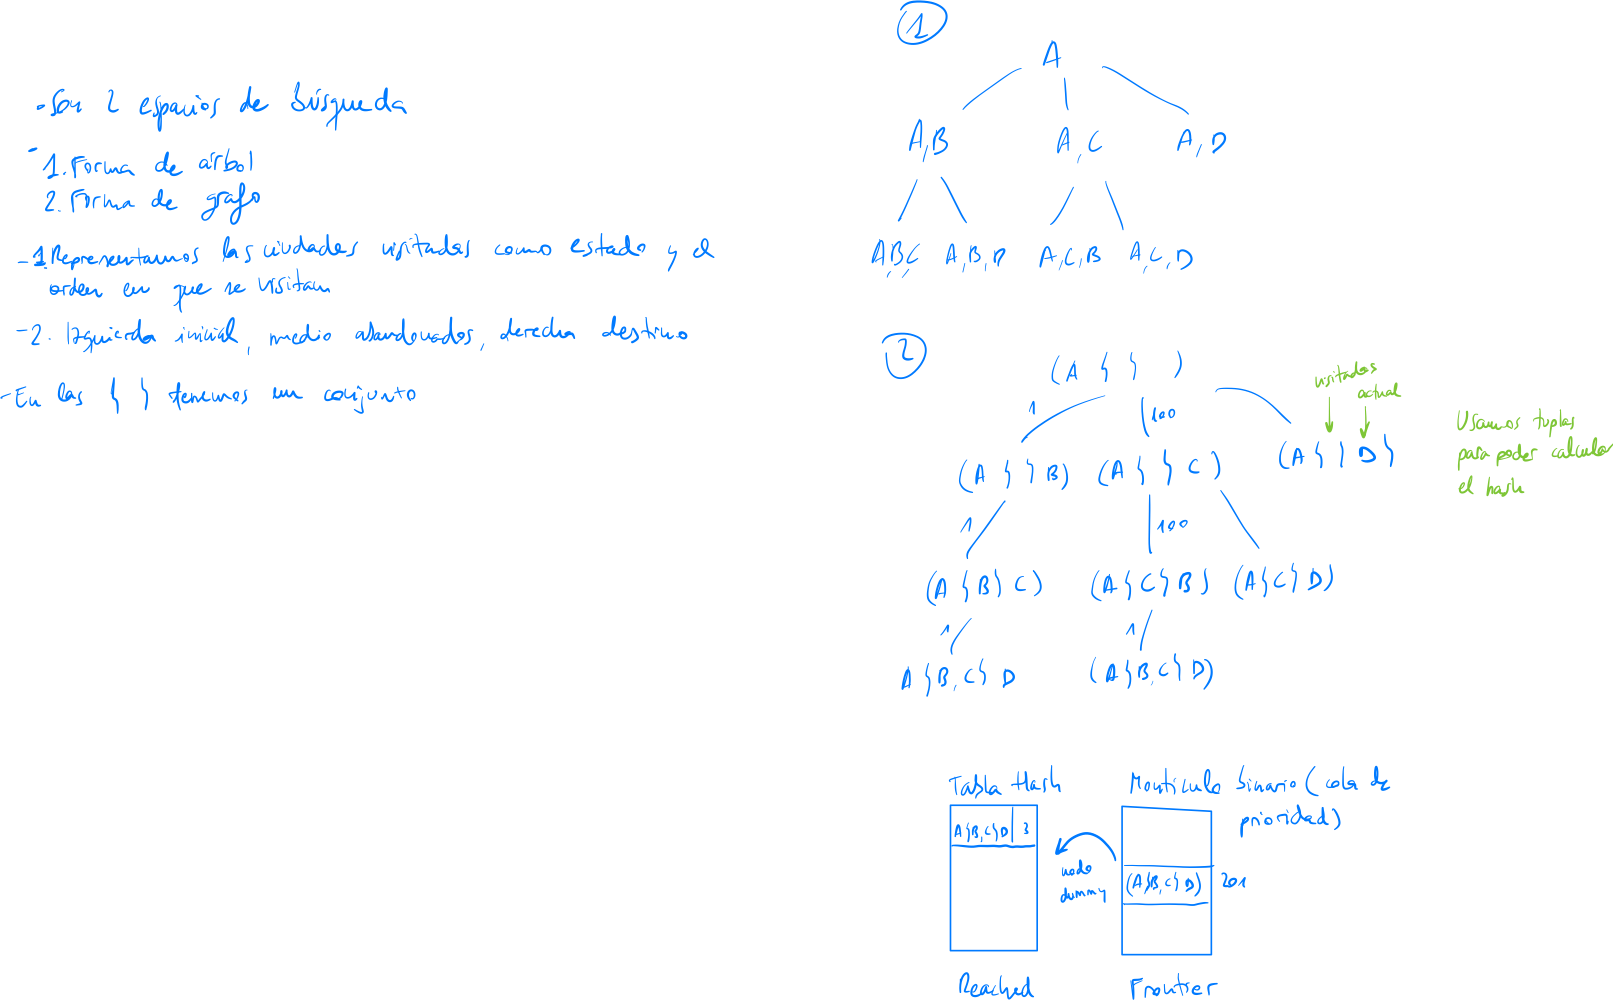 - Son 2 espacios de búsqueda
- 1. Forma de árbol
2. Forma de grafo
- 1. Representamos las ciudades visitadas como estado y el
orden en que se visitan
- 2. Izquierda inicial, medio abandonados, derecha destino
- En las { } tenemos un conjunto
1
A
A,B A,C A,D
A,B,C A,B,D A,C,B A,C,D
2
(A { } )
1 100
visitados
actual
(A { } B) (A { } C) (A { } D }
Usamos tuplas
para poder calcular
el hash
1 100
(A {B} C) (A {C} B) (A {C} D)
1 1
A {B,C} D (A {B,C} D)
Tabla Hash
A {B,C} D 3
Reached
nodo
dummy
Montículo binario (cola de
prioridad)
(A {B,C} D) 201
Frontier